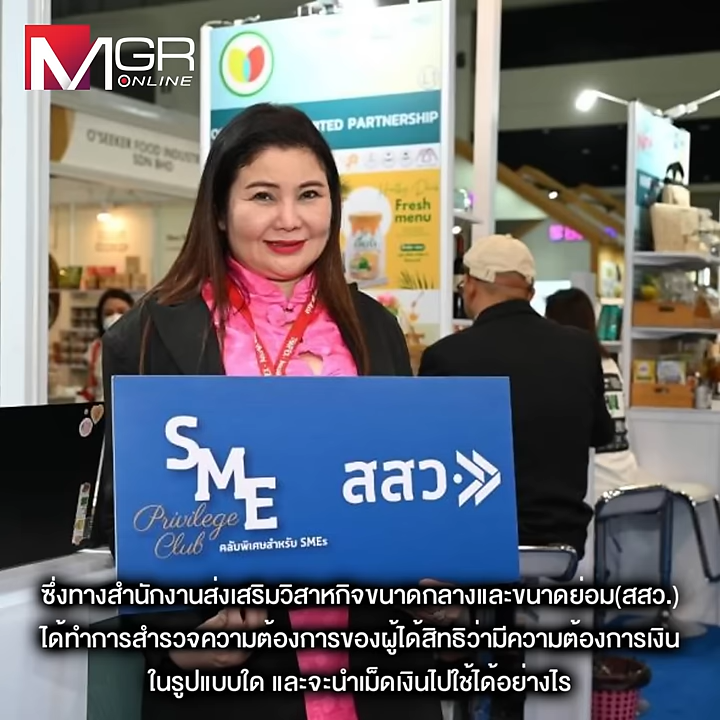 MGR
ONLINE
O'SEEKER FOOD INDUSTR
SDN BHD
TED PARTNERSHIP
Fresh
menu
SME
Privilege
Club
คลับพิเศษสำหรับ SMEs
สสว.
ซึ่งทางสำนักงานส่งเสริมวิสาหกิจขนาดกลางและขนาดย่อม(สสว.)
ได้ทำการสำรวจความต้องการของผู้ได้สิทธิว่ามีความต้องการเงิน
ในรูปแบบใด และจะนำเม็ดเงินไปใช้ได้อย่างไร